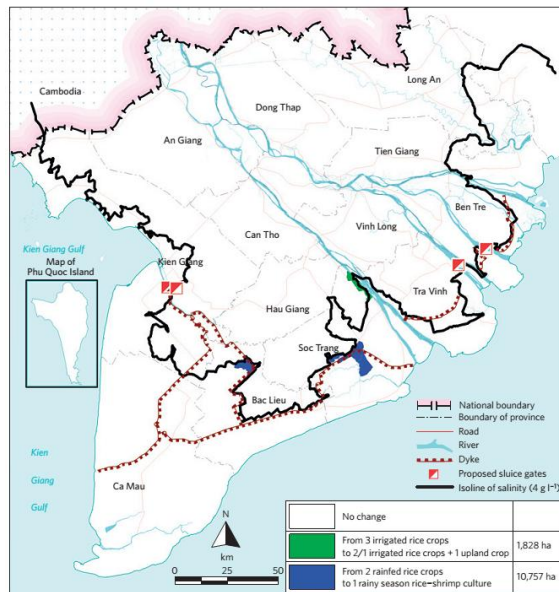 Cambodia
Long An
Dong Thap
An Giang
Tien Giang
Ben Tre
Vinh Long
Can Tho
Kien Giang Gulf
Map of
Phu Quoc Island
Kien Giang
Tra Vinh
Hau Giang
Soc Trang
Bac Lieu
Kien
Giang
Gulf
Ca Mau
National boundary
Boundary of province
Road
River
Dyke
Proposed sluice gates
Isoline of salinity (4 g l⁻¹)
N
km
0 25 50
No change
From 3 irrigated rice crops
to 2/1 irrigated rice crops + 1 upland crop
1,828 ha
From 2 rainfed rice crops
to 1 rainy season rice–shrimp culture
10,757 ha